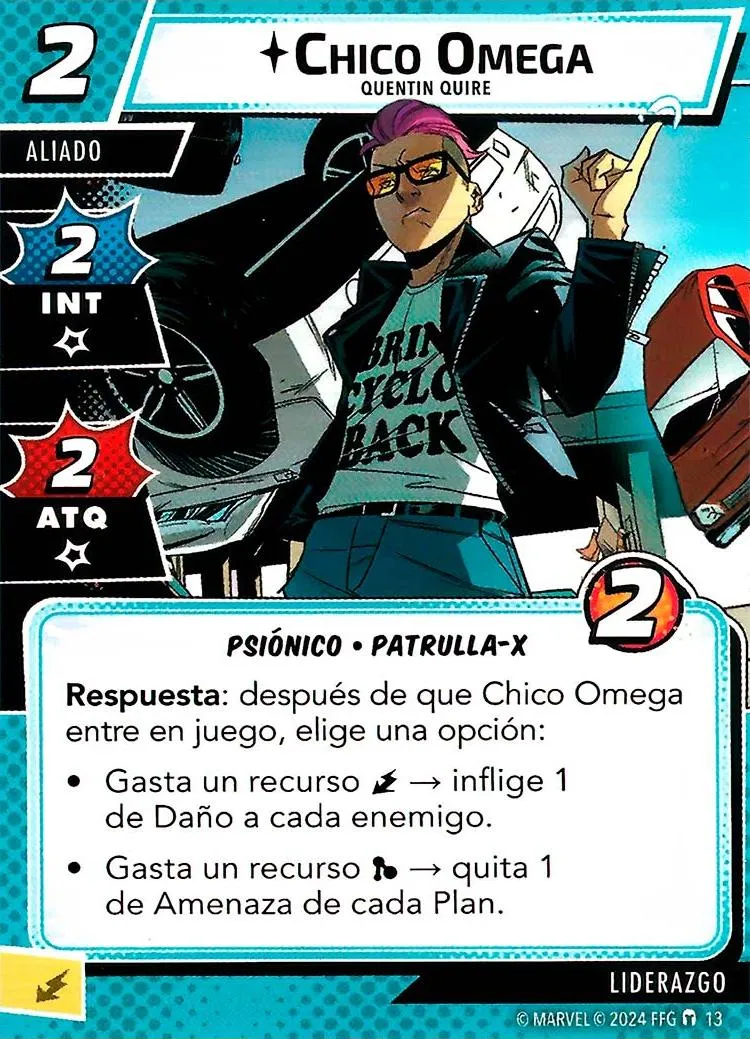 2
CHICO OMEGA
QUENTIN QUIRE
ALIADO
2
INT
2
ATQ
BRIN
CYCLO
BACK
2
PSIÓNICO • PATRULLA-X
Respuesta: después de que Chico Omega
entre en juego, elige una opción:
• Gasta un recurso → inflige 1
de Daño a cada enemigo.
• Gasta un recurso → quita 1
de Amenaza de cada Plan.
LIDERAZGO
© MARVEL © 2024 FFG 13